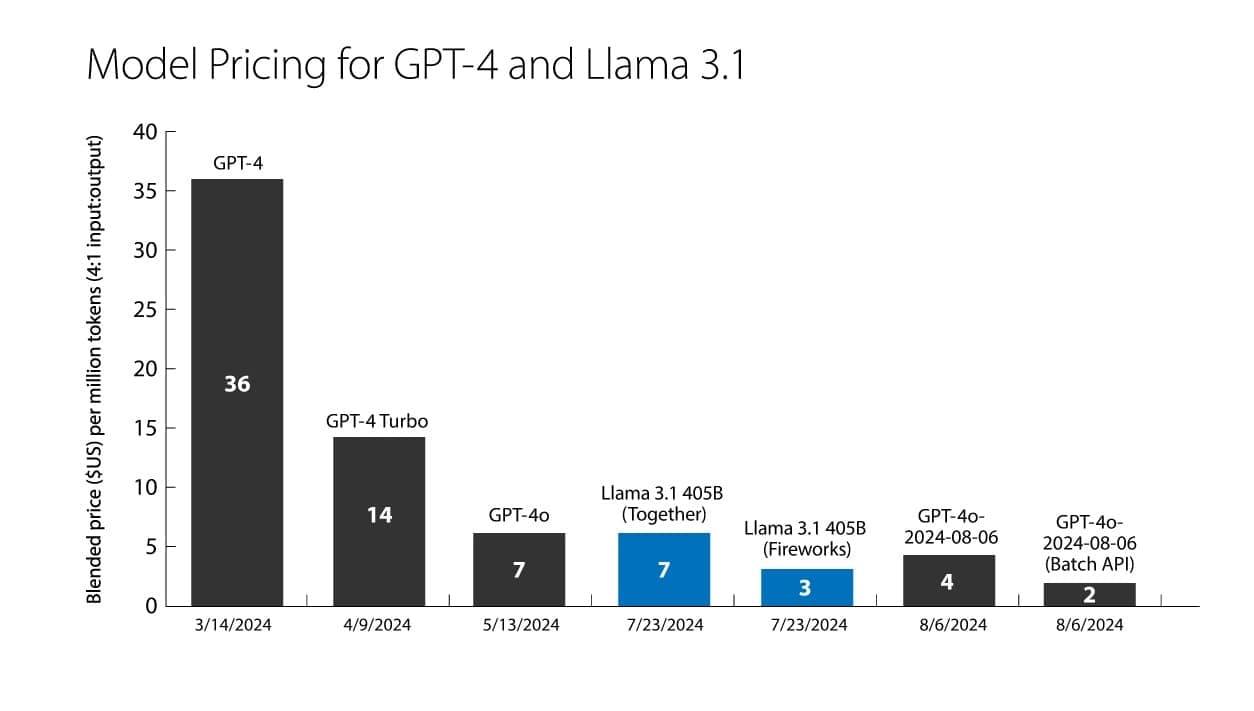 Model Pricing for GPT-4 and Llama 3.1
Blended price ($US) per million tokens (4:1 input:output)
40
35
30
25
20
15
10
5
0
GPT-4
36
3/14/2024
GPT-4 Turbo
14
4/9/2024
GPT-4o
7
5/13/2024
Llama 3.1 405B
(Together)
7
7/23/2024
Llama 3.1 405B
(Fireworks)
3
7/23/2024
GPT-4o-
2024-08-06
4
8/6/2024
GPT-4o-
2024-08-06
(Batch API)
2
8/6/2024